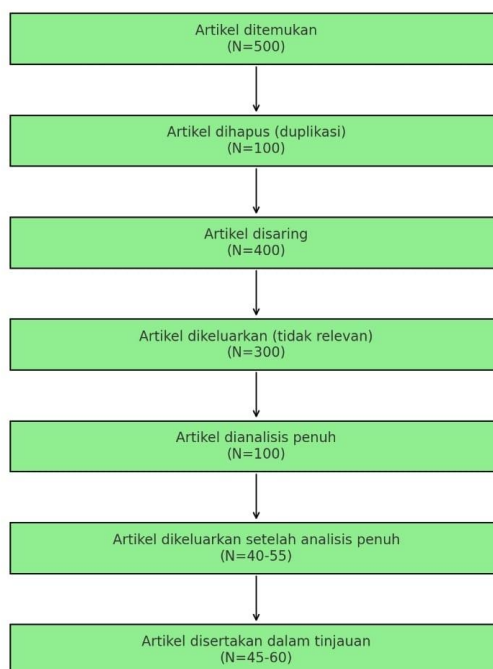 Artikel ditemukan
(N=500)
Artikel dihapus (duplikasi)
(N=100)
Artikel disaring
(N=400)
Artikel dikeluarkan (tidak relevan)
(N=300)
Artikel dianalisis penuh
(N=100)
Artikel dikeluarkan setelah analisis penuh
(N=40-55)
Artikel disertakan dalam tinjauan
(N=45-60)